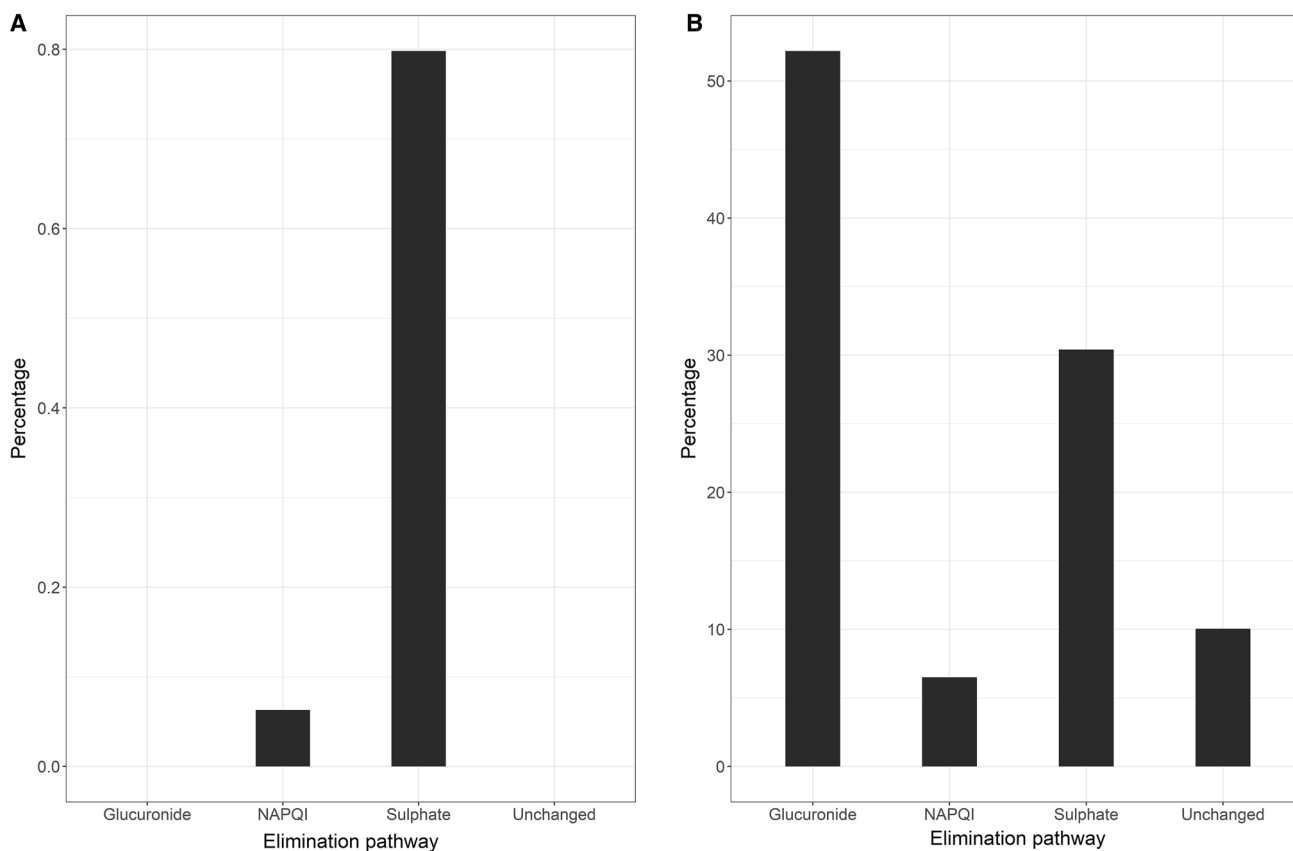 A
Percentage
0.8
0.6
0.4
0.2
0.0
Glucuronide NAPQI Sulphate Unchanged
Elimination pathway
B
Percentage
50
40
30
20
10
0
Glucuronide NAPQI Sulphate Unchanged
Elimination pathway